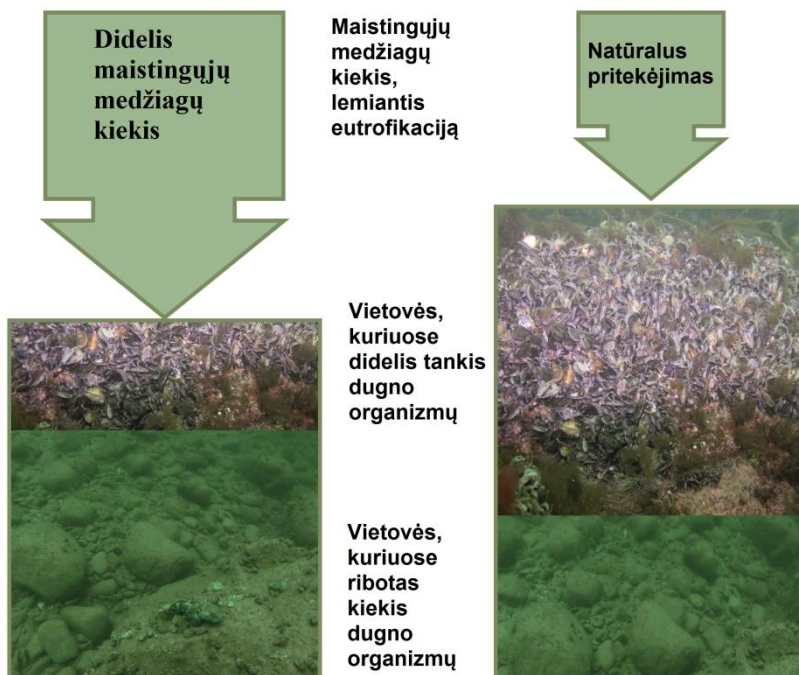 Didelis
maistingųjų
medžiagų
kiekis
Maistingųjų
medžiagų
kiekis,
lemiantis
eutrofikaciją
Natūralus
pritekėjimas
Vietovės,
kuriuose
didelis tankis
dugno
organizmų
Vietovės,
kuriuose
ribotas
kiekis
dugno
organizmų